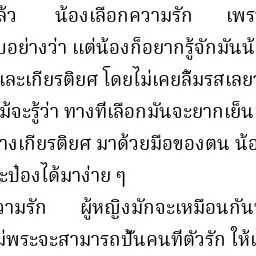 ล้ว น้องเลือกความรัก เพร
บอย่างว่า แต่น้องก็อยากรู้จักมันน้
และเกียรติยศ โดยไม่เคยลืมรสเลย
ม้จะรู้ว่า ทางที่เลือกมันจะยากเย็น
างเกียรติยศ มาด้วยมือของตน น้อ
ะป๋องได้มาง่าย ๆ
วามรัก ผู้หญิงมักจะเหมือนกัน
ม่พระจะสามารถปั้นคนที่ตัวรัก ให้เ